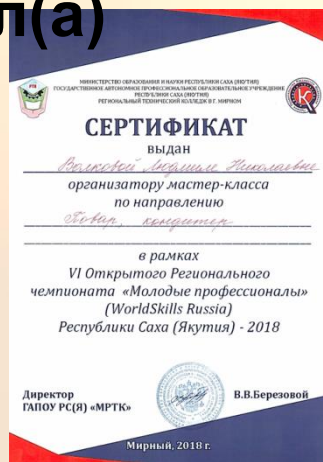 л(а)
МИНИСТЕРСТВО ОБРАЗОВАНИЯ И НАУКИ РЕСПУБЛИКИ САХА (ЯКУТИЯ)
ГОСУДАРСТВЕННОЕ АВТОНОМНОЕ ПРОФЕССИОНАЛЬНОЕ ОБРАЗОВАТЕЛЬНОЕ УЧРЕЖДЕНИЕ
РЕСПУБЛИКИ САХА (ЯКУТИЯ)
РЕГИОНАЛЬНЫЙ ТЕХНИЧЕСКИЙ КОЛЛЕДЖ В Г. МИРНОМ
СЕРТИФИКАТ
выдан
Волковой Людмиле Николаевне
организатору мастер-класса
по направлению
Повар, кондитер
в рамках
VI Открытого Регионального
чемпионата «Молодые профессионалы»
(WorldSkills Russia)
Республики Саха (Якутия) - 2018
Директор
ГАПОУ РС(Я) «МРТК»
В.В.Березовой
Мирный, 2018 г.